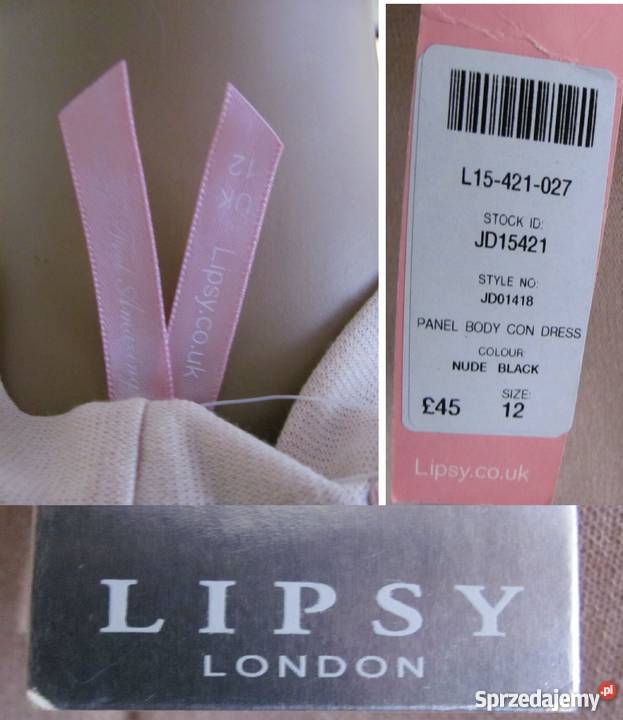 UK 12
Lipsy.co.uk
L15-421-027
STOCK ID:
JD15421
STYLE NO:
JD01418
PANEL BODY CON DRESS
COLOUR
NUDE BLACK
£45
SIZE:
12
Lipsy.co.uk
LIPSY
LONDON
Sprzedajemy.pl